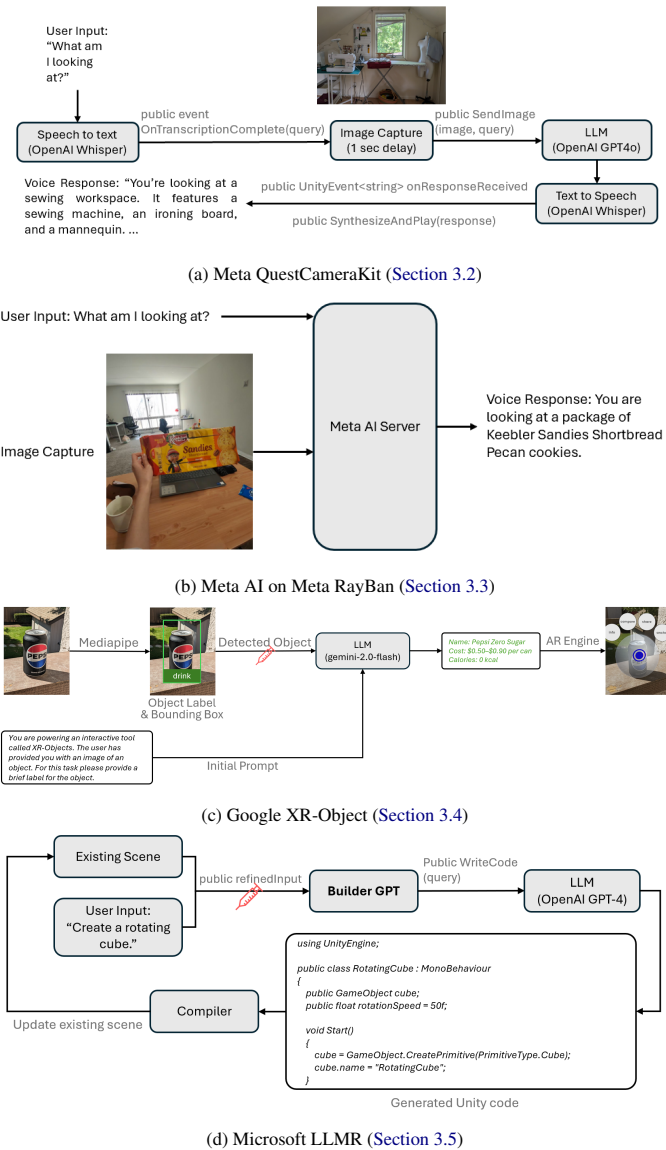 User Input:
“What am
I looking
at?”
public event
OnTranscriptionComplete(query)
public SendImage
(image, query)
Speech to text
(OpenAI Whisper)
Image Capture
(1 sec delay)
LLM
(OpenAI GPT4o)
Voice Response: “You’re looking at a
sewing workspace. It features a
sewing machine, an ironing board,
and a mannequin. ...
public UnityEvent<string> onResponseReceived
public SynthesizeAndPlay(response)
Text to Speech
(OpenAI Whisper)
(a) Meta QuestCameraKit (Section 3.2)
User Input: What am I looking at?
Image Capture
Sandies
Meta AI Server
Voice Response: You are
looking at a package of
Keebler Sandies Shortbread
Pecan cookies.
(b) Meta AI on Meta RayBan (Section 3.3)
PEPSI
Mediapipe
PEPSI
drink
Object Label
& Bounding Box
Detected Object
LLM
(gemini-2.0-flash)
Name: Pepsi Zero Sugar
Cost: $0.50–$0.90 per can
Calories: 0 kcal
AR Engine
You are powering an interactive tool
called XR-Objects. The user has
provided you with an image of an
object. For this task please provide a
brief label for the object.
Initial Prompt
(c) Google XR-Object (Section 3.4)
Existing Scene
User Input:
“Create a rotating
cube.”
public refinedInput
Builder GPT
Public WriteCode
(query)
LLM
(OpenAI GPT-4)
using UnityEngine;
public class RotatingCube : MonoBehaviour
{
public GameObject cube;
public float rotationSpeed = 50f;
void Start()
{
cube = GameObject.CreatePrimitive(PrimitiveType.Cube);
cube.name = "RotatingCube";
}
Compiler
Update existing scene
Generated Unity code
(d) Microsoft LLMR (Section 3.5)